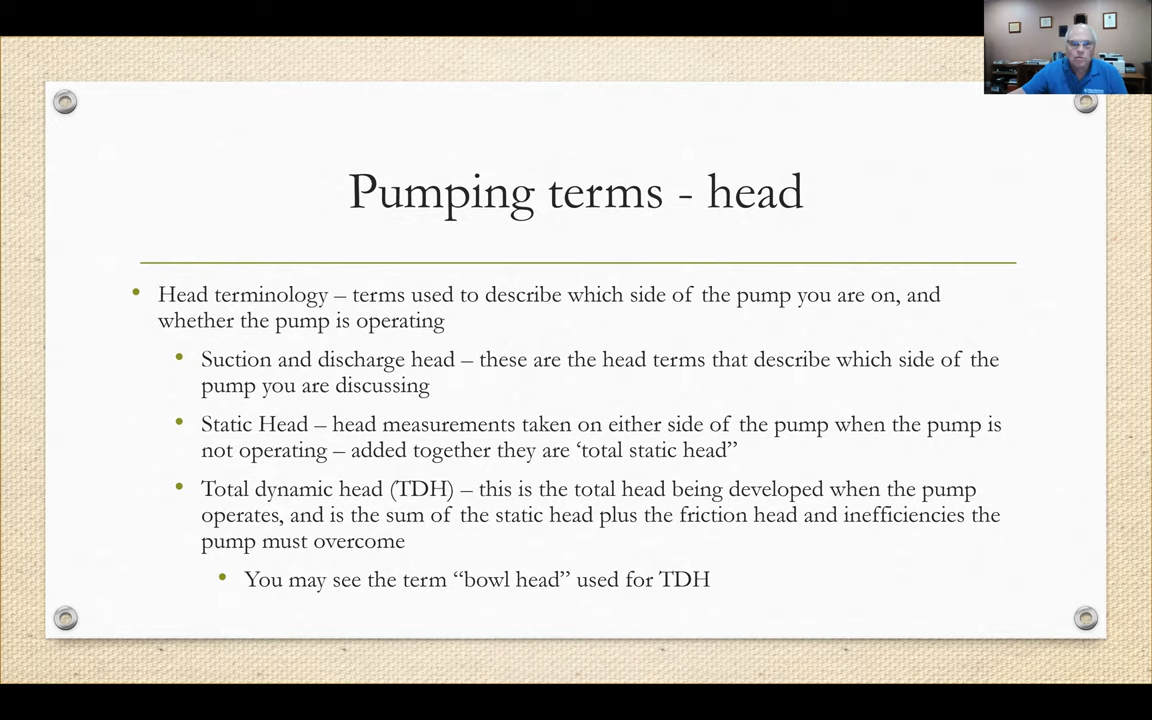 Pumping terms - head
• Head terminology – terms used to describe which side of the pump you are on, and
whether the pump is operating
• Suction and discharge head – these are the head terms that describe which side of the
pump you are discussing
• Static Head – head measurements taken on either side of the pump when the pump is
not operating – added together they are ‘total static head”
• Total dynamic head (TDH) – this is the total head being developed when the pump
operates, and is the sum of the static head plus the friction head and inefficiencies the
pump must overcome
• You may see the term “bowl head” used for TDH